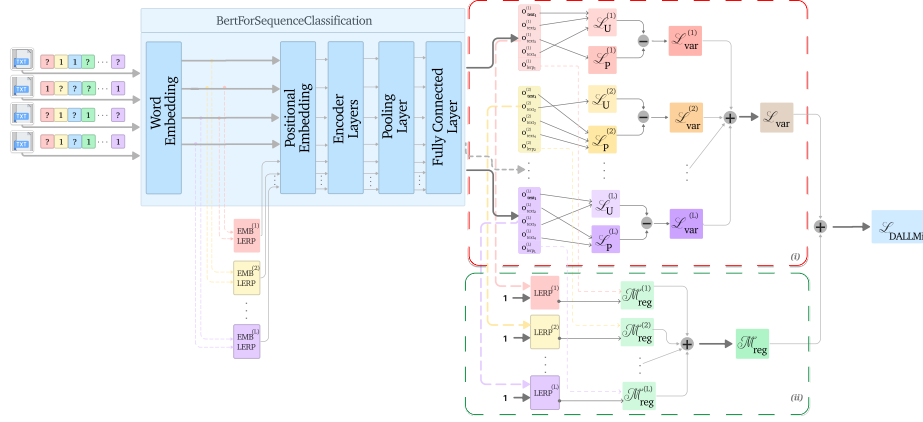 BertForSequenceClassification
TXT ? 1 1 ? ··· ?
TXT 1 ? ? ? ··· 1
TXT ? 1 ? 1 ··· 1
TXT ? 1 ? 1 ··· 1
Word Embedding
Positional Embedding
Encoder Layers
Pooling Layer
Fully Connected Layer
EMB(1)
LERP
EMB(2)
LERP
EMB(L)
LERP
ℒU(1)
ℒP(1)
−
ℒvar(1)
ℒU(2)
ℒP(2)
−
ℒvar(2)
+
ℒvar
ℒU(L)
ℒP(L)
−
ℒvar(L)
(i)
+
ℒDALLMi
1 LERP(1)
ℳreg(1)
1 LERP(2)
ℳreg(2)
+
ℳreg
1 LERP(L)
ℳreg(L)
(ii)